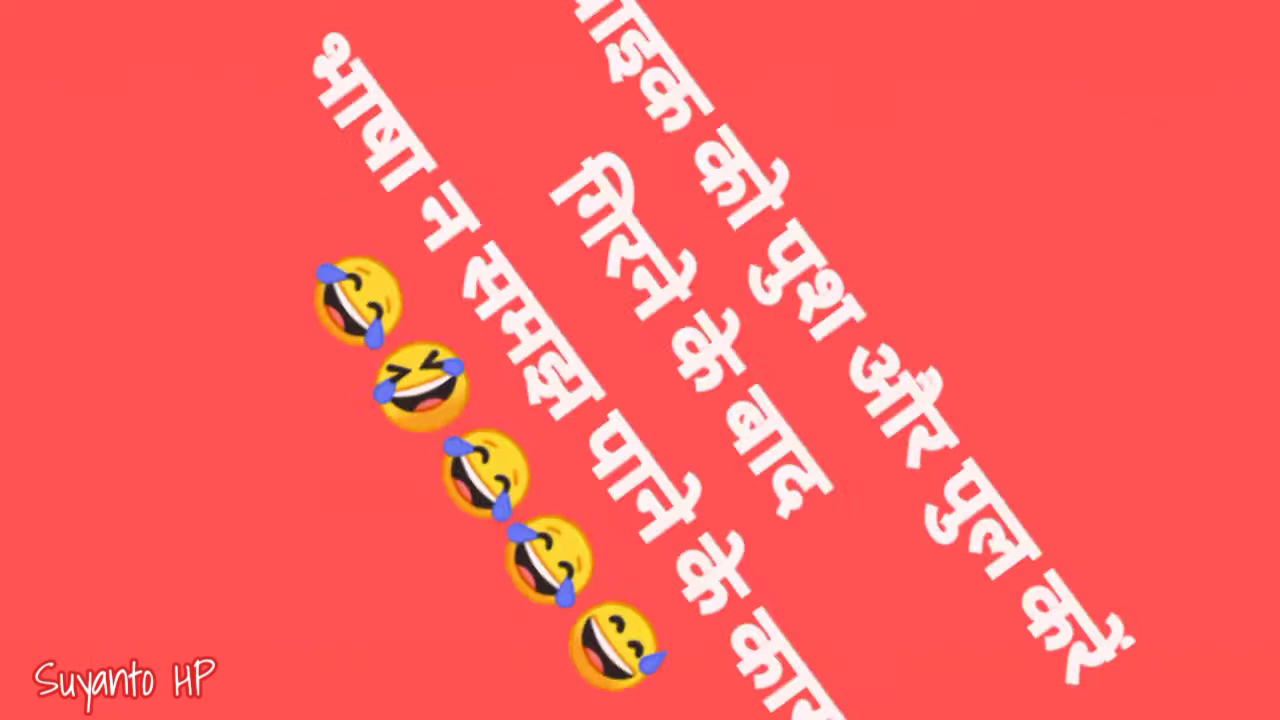 को पुश और पुल करें
गिरने के बाद
भाषा न समझ पाने के
Suyanto HP